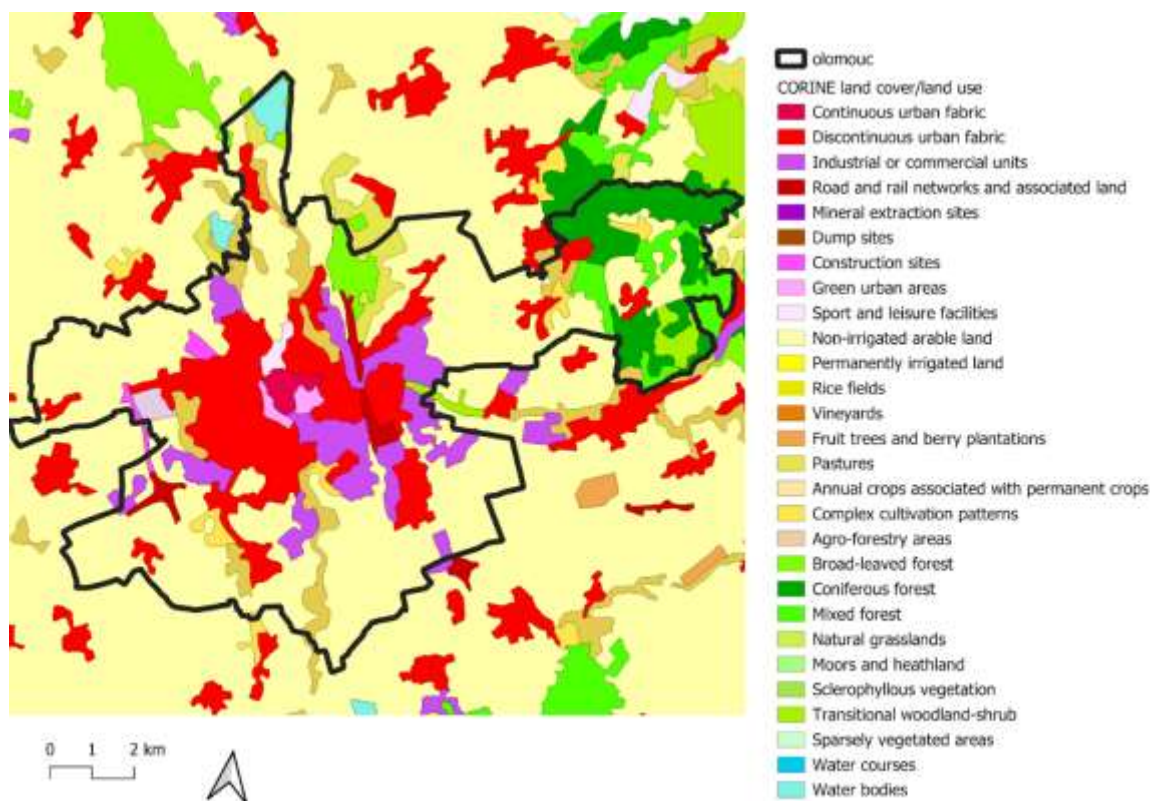 olomouc
CORINE land cover/land use
Continuous urban fabric
Discontinuous urban fabric
Industrial or commercial units
Road and rail networks and associated land
Mineral extraction sites
Dump sites
Construction sites
Green urban areas
Sport and leisure facilities
Non-irrigated arable land
Permanently irrigated land
Rice fields
Vineyards
Fruit trees and berry plantations
Pastures
Annual crops associated with permanent crops
Complex cultivation patterns
Agro-forestry areas
Broad-leaved forest
Coniferous forest
Mixed forest
Natural grasslands
Moors and heathland
Sclerophyllous vegetation
Transitional woodland-shrub
Sparsely vegetated areas
Water courses
Water bodies
0 1 2 km